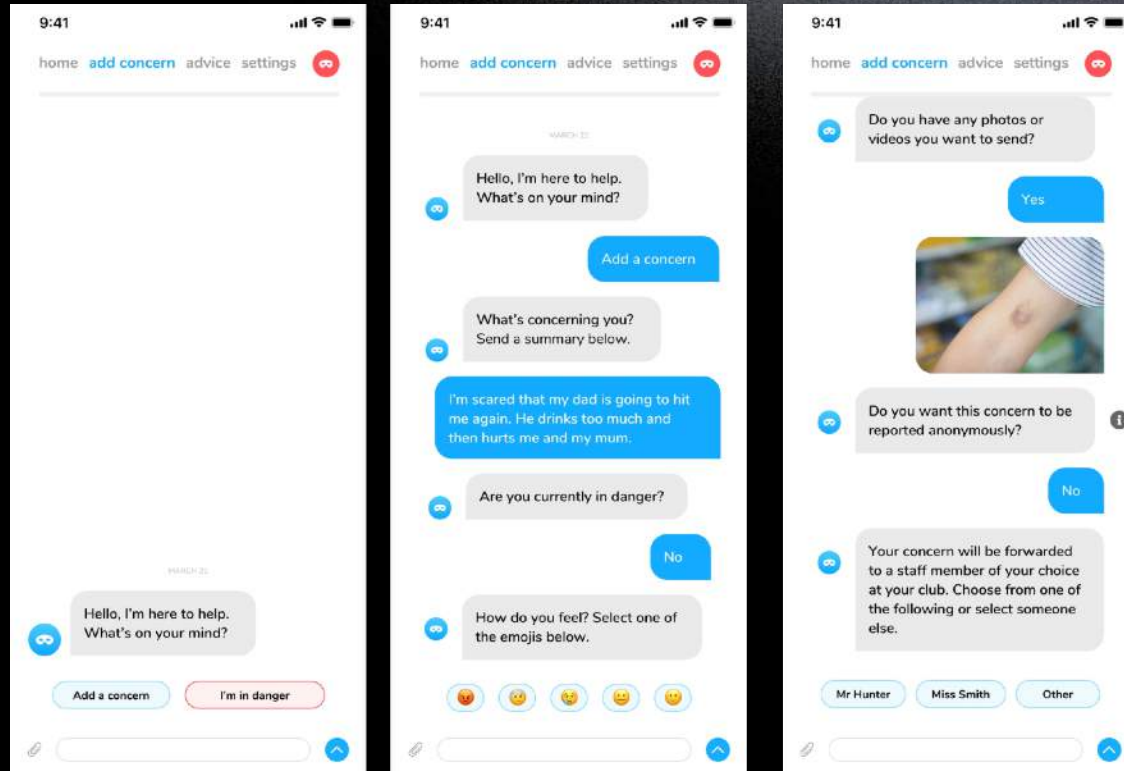 9:41
home add concern advice settings
MARCH 21
Hello, I'm here to help.
What's on your mind?
Add a concern
I'm in danger
9:41
home add concern advice settings
Hello, I'm here to help.
What's on your mind?
Add a concern
What's concerning you?
Send a summary below.
I'm scared that my dad is going to hit
me again. He drinks too much and
then hurts me and my mum.
Are you currently in danger?
No
How do you feel? Select one of
the emojis below.
9:41
home add concern advice settings
Do you have any photos or
videos you want to send?
Yes
Do you want this concern to be
reported anonymously?
No
Your concern will be forwarded
to a staff member of your choice
at your club. Choose from one of
the following or select someone
else.
Mr Hunter
Miss Smith
Other